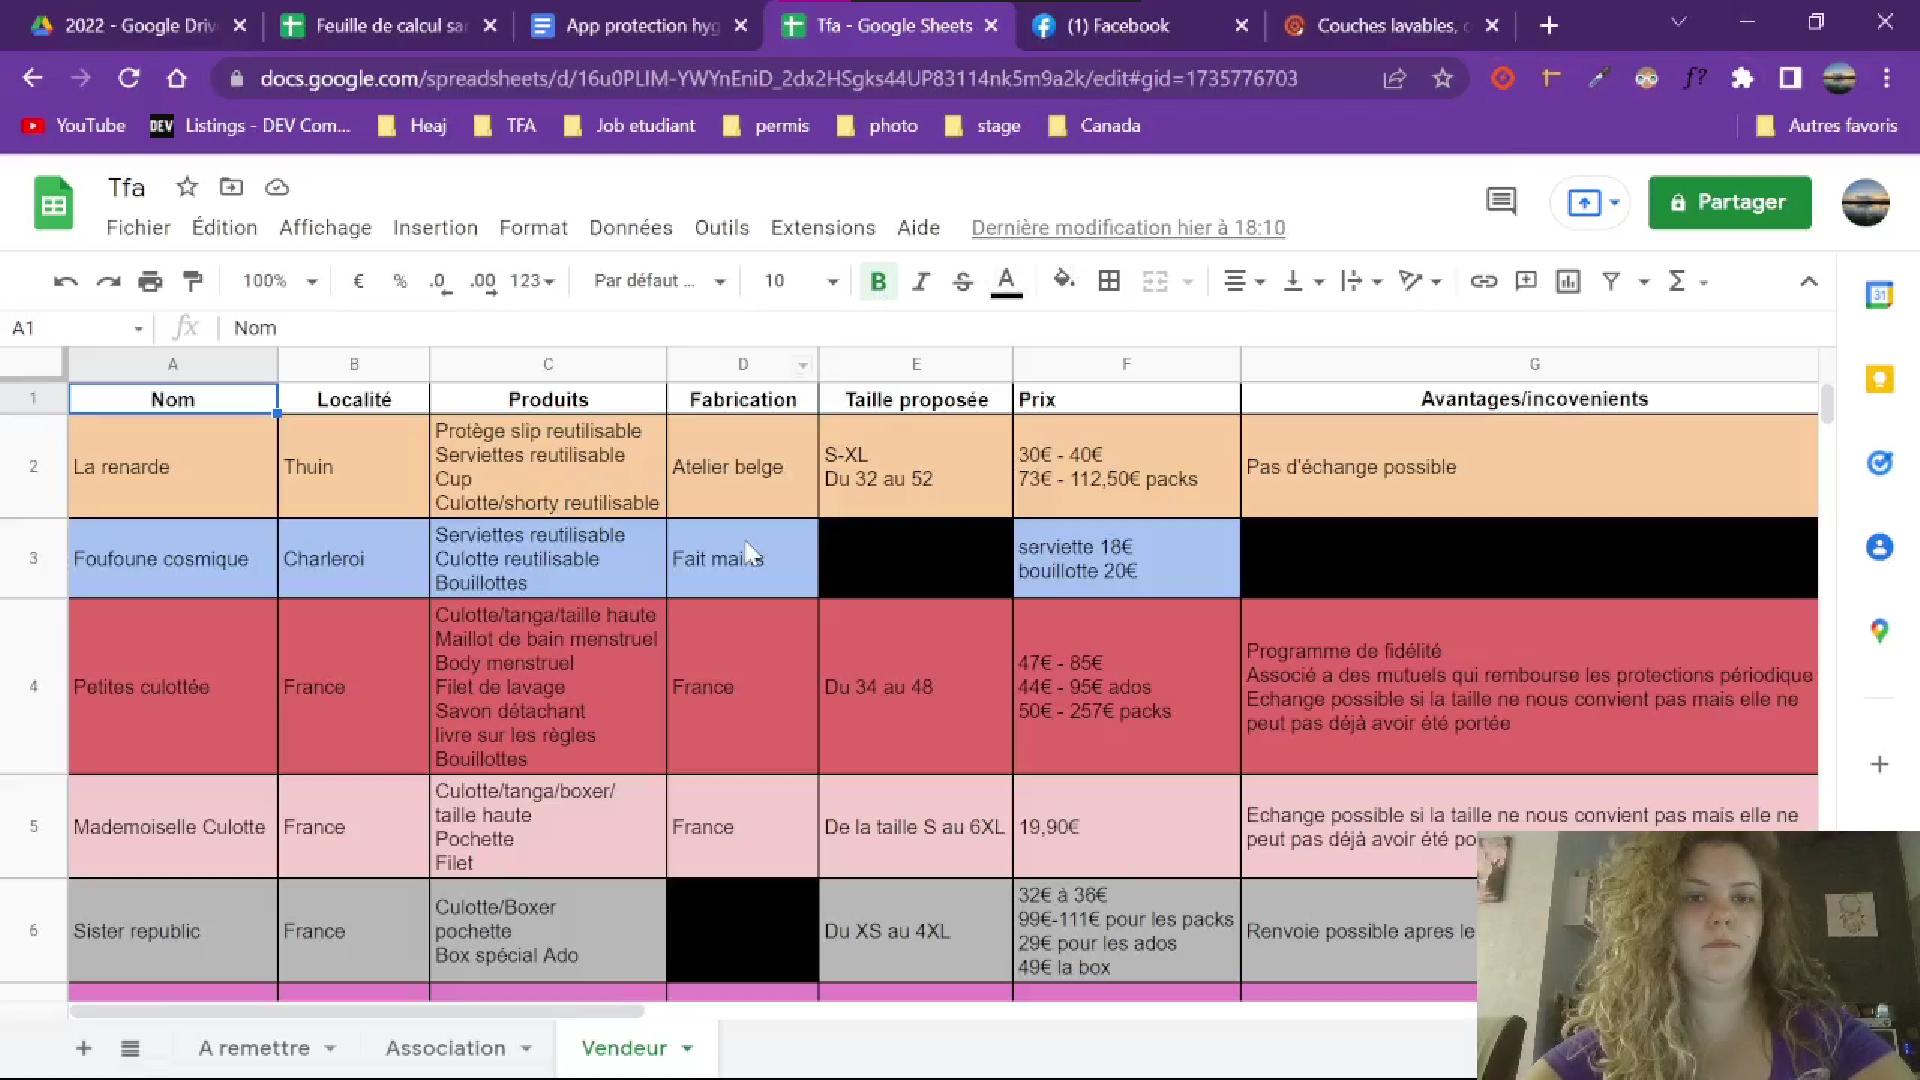 2022 - Google Driv
Feuille de calcul sa
App protection hyg
Tfa - Google Sheets
(1) Facebook
Couches lavables, c
docs.google.com/spreadsheets/d/16u0PLIM-YWYnEniD_2dx2HSgks44UP83114nk5m9a2k/edit#gid=1735776703
YouTube
DEV Listings - DEV Com...
Heaj
TFA
Job etudiant
permis
photo
stage
Canada
Autres favoris
Tfa
Partager
Fichier Édition Affichage Insertion Format Données Outils Extensions Aide Dernière modification hier à 18:10
100% € % .0 .00 123 Par défaut ... 10 B I S A Σ
A1 fx Nom
A B C D E F G
1 Nom Localité Produits Fabrication Taille proposée Prix Avantages/incovenients
2 La renarde
Thuin
Protège slip reutilisable
Serviettes reutilisable
Cup
Culotte/shorty reutilisable
Atelier belge
S-XL
Du 32 au 52
30€ - 40€
73€ - 112,50€ packs
Pas d'échange possible
3 Foufoune cosmique
Charleroi
Serviettes reutilisable
Culotte reutilisable
Bouillottes
Fait main
serviette 18€
bouillotte 20€
4 Petites culottée
France
Culotte/tanga/taille haute
Maillot de bain menstruel
Body menstruel
Filet de lavage
Savon détachant
livre sur les règles
Bouillottes
France
Du 34 au 48
47€ - 85€
44€ - 95€ ados
50€ - 257€ packs
Programme de fidélité
Associé a des mutuels qui rembourse les protections périodique
Echange possible si la taille ne nous convient pas mais elle ne
peut pas déjà avoir été portée
5 Mademoiselle Culotte
France
Culotte/tanga/boxer/
taille haute
Pochette
Filet
France
De la taille S au 6XL
19,90€
Echange possible si la taille ne nous convient pas mais elle ne
peut pas déjà avoir été po
6 Sister republic
France
Culotte/Boxer
pochette
Box spécial Ado
Du XS au 4XL
32€ à 36€
99€-111€ pour les packs
29€ pour les ados
49€ la box
Renvoie possible apres le
A remettre
Association
Vendeur